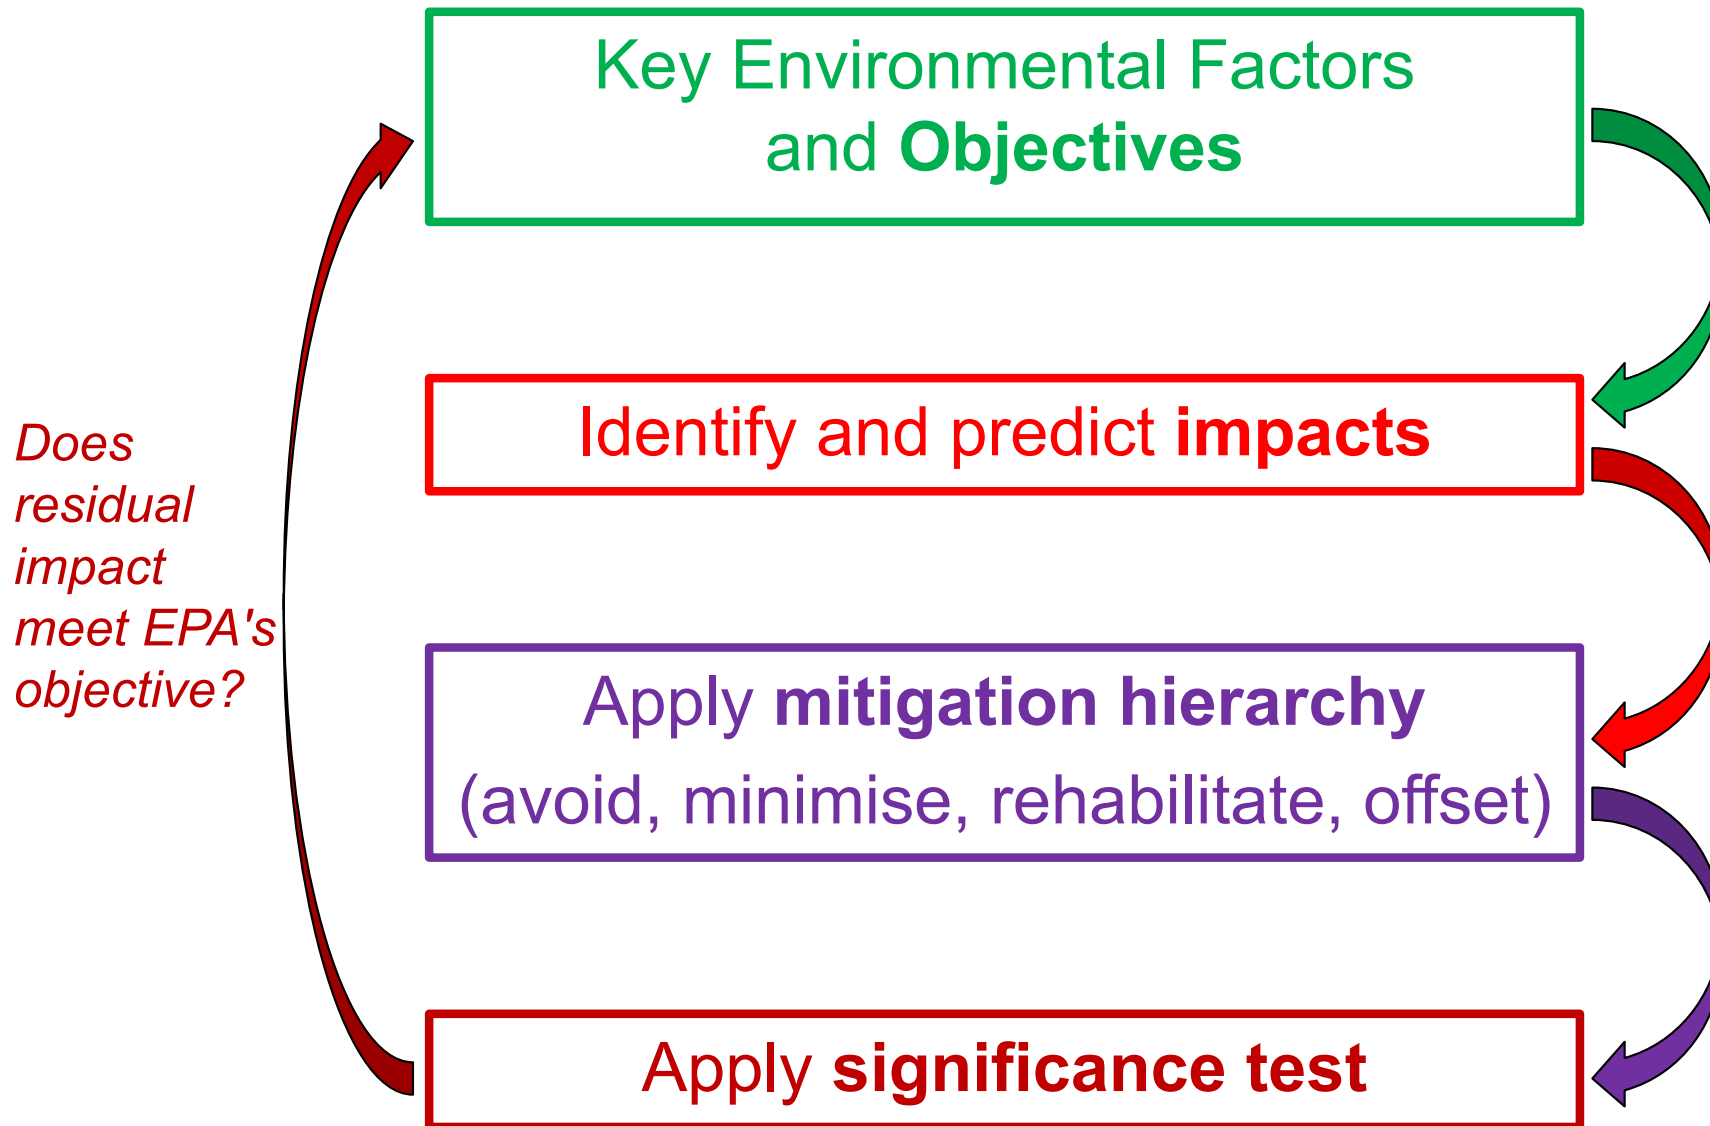 Key Environmental Factors
and Objectives
Identify and predict impacts
Does
residual
impact
meet EPA's
objective?
Apply mitigation hierarchy
(avoid, minimise, rehabilitate, offset)
Apply significance test